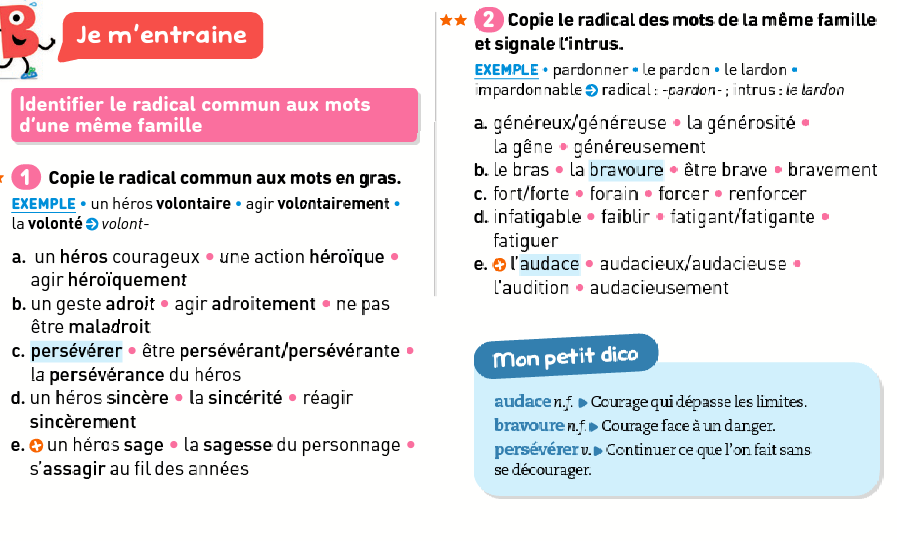 B Je m'entraine
Identifier le radical commun aux mots
d'une même famille
1 Copie le radical commun aux mots en gras.
EXEMPLE • un héros volontaire • agir volontairement •
la volonté ➔ volont-
a. un héros courageux • une action héroïque •
agir héroïquement
b. un geste adroit • agir adroitement • ne pas
être maladroit
c. persévérer • être persévérant/persévérante •
la persévérance du héros
d. un héros sincère • la sincérité • réagir
sincèrement
e. + un héros sage • la sagesse du personnage •
s'assagir au fil des années
★★ 2 Copie le radical des mots de la même famille
et signale l'intrus.
EXEMPLE • pardonner • le pardon • le lardon •
impardonnable ➔ radical : -pardon- ; intrus : le lardon
a. généreux/généreuse • la générosité •
la gêne • généreusement
b. le bras • la bravoure • être brave • bravement
c. fort/forte • forain • forcer • renforcer
d. infatigable • faiblir • fatigant/fatigante •
fatiguer
e. + l'audace • audacieux/audacieuse •
l'audition • audacieusement
Mon petit dico
audace n.f. ▶ Courage qui dépasse les limites.
bravoure n.f. ▶ Courage face à un danger.
persévérer v. ▶ Continuer ce que l'on fait sans
se décourager.